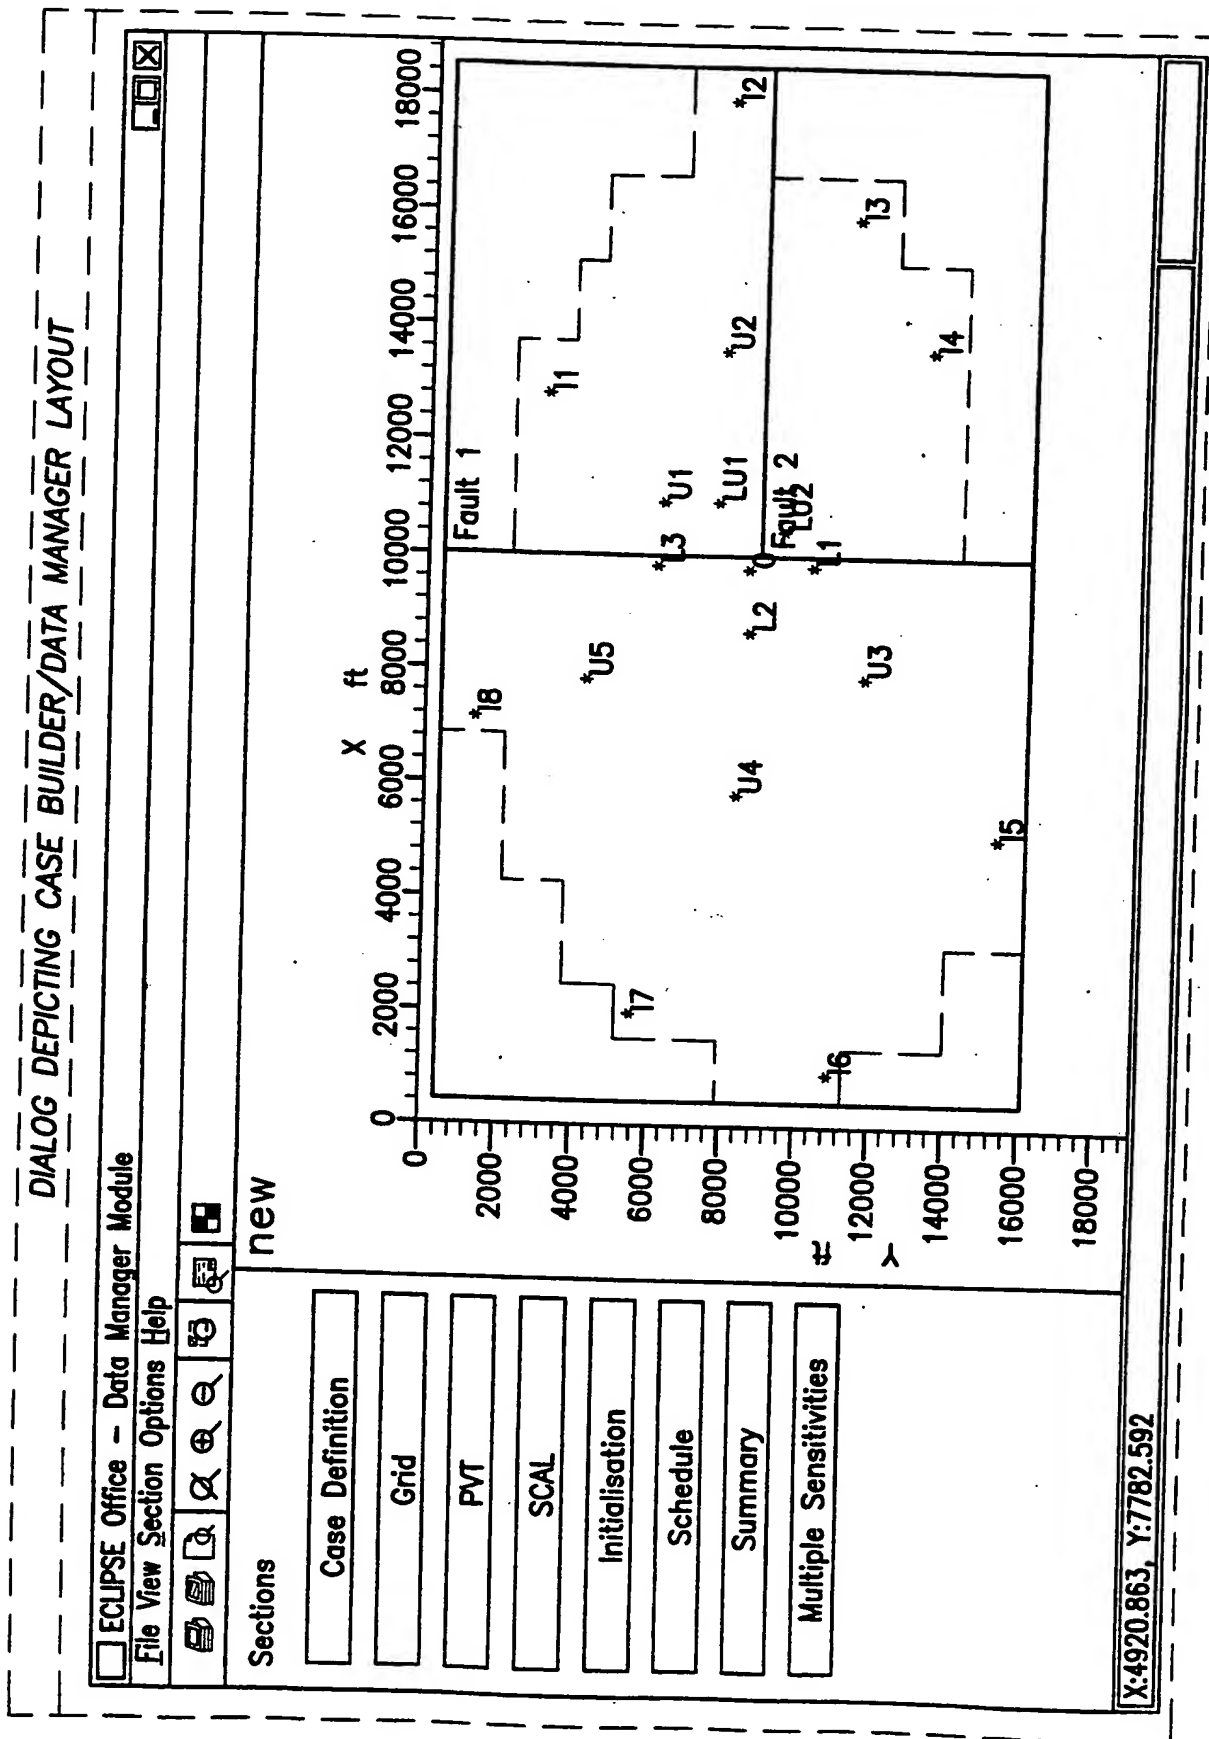 DIALOG DEPICTING CASE BUILDER/DATA MANAGER LAYOUT
ECLIPSE Office – Data Manager Module
File View Section Options Help
Sections
Case Definition
Grid
PVT
SCAL
Initialisation
Schedule
Summary
Multiple Sensitivities
new
X ft
0 2000 4000 6000 8000 10000 12000 14000 16000 18000
Y ft
0
2000
4000
6000
8000
10000
12000
14000
16000
18000
Fault 1
*I8
*I1
*U5
*L3
*U1
*I7
*U4
*L2
*O
*LU1
*U2
*I2
Fault 2
*LU2
*L1
*U3
*I3
*I6
*I4
*I5
X:4920.863, Y:7782.592